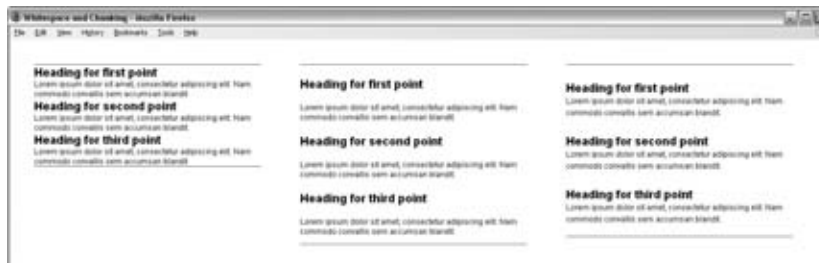 Whitespace and Chunking - Mozilla Firefox
File Edit View History Bookmarks Tools Help
Heading for first point
Lorem ipsum dolor sit amet, consectetur adipiscing elit. Nam
commodo convallis sem accumsan blandit.
Heading for second point
Lorem ipsum dolor sit amet, consectetur adipiscing elit. Nam
commodo convallis sem accumsan blandit.
Heading for third point
Lorem ipsum dolor sit amet, consectetur adipiscing elit. Nam
commodo convallis sem accumsan blandit.
Heading for first point
Lorem ipsum dolor sit amet, consectetur adipiscing elit. Nam
commodo convallis sem accumsan blandit.
Heading for second point
Lorem ipsum dolor sit amet, consectetur adipiscing elit. Nam
commodo convallis sem accumsan blandit.
Heading for third point
Lorem ipsum dolor sit amet, consectetur adipiscing elit. Nam
commodo convallis sem accumsan blandit.
Heading for first point
Lorem ipsum dolor sit amet, consectetur adipiscing elit. Nam
commodo convallis sem accumsan blandit.
Heading for second point
Lorem ipsum dolor sit amet, consectetur adipiscing elit. Nam
commodo convallis sem accumsan blandit.
Heading for third point
Lorem ipsum dolor sit amet, consectetur adipiscing elit. Nam
commodo convallis sem accumsan blandit.